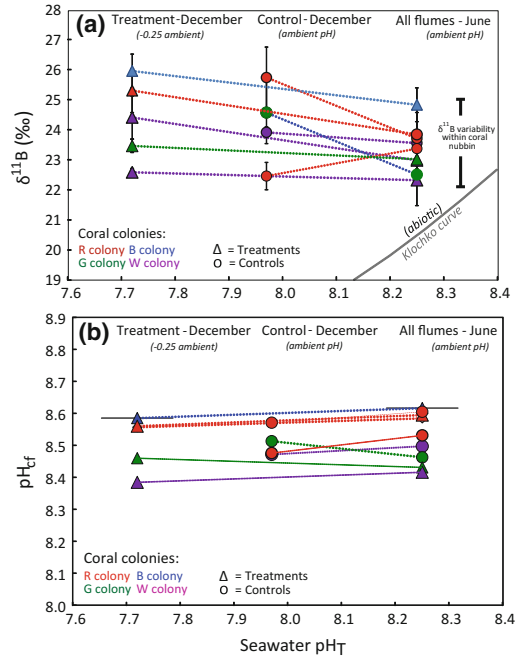 (a)
Treatment-December Control-December All flumes - June
(-0.25 ambient) (ambient pH) (ambient pH)
δ11B (‰)
28
27
26
25
24
23
22
21
20
19
δ11B variability
within coral
nubbin
(abiotic)
Klochko curve
Coral colonies:
R colony B colony Δ = Treatments
G colony W colony O = Controls
7.6 7.7 7.8 7.9 8.0 8.1 8.2 8.3 8.4
(b)
Treatment-December Control-December All flumes - June
(-0.25 ambient) (ambient pH) (ambient pH)
pHcf
8.9
8.8
8.7
8.6
8.5
8.4
8.3
8.2
8.1
8.0
Coral colonies:
R colony B colony Δ = Treatments
G colony W colony O = Controls
7.6 7.7 7.8 7.9 8.0 8.1 8.2 8.3 8.4
Seawater pHT